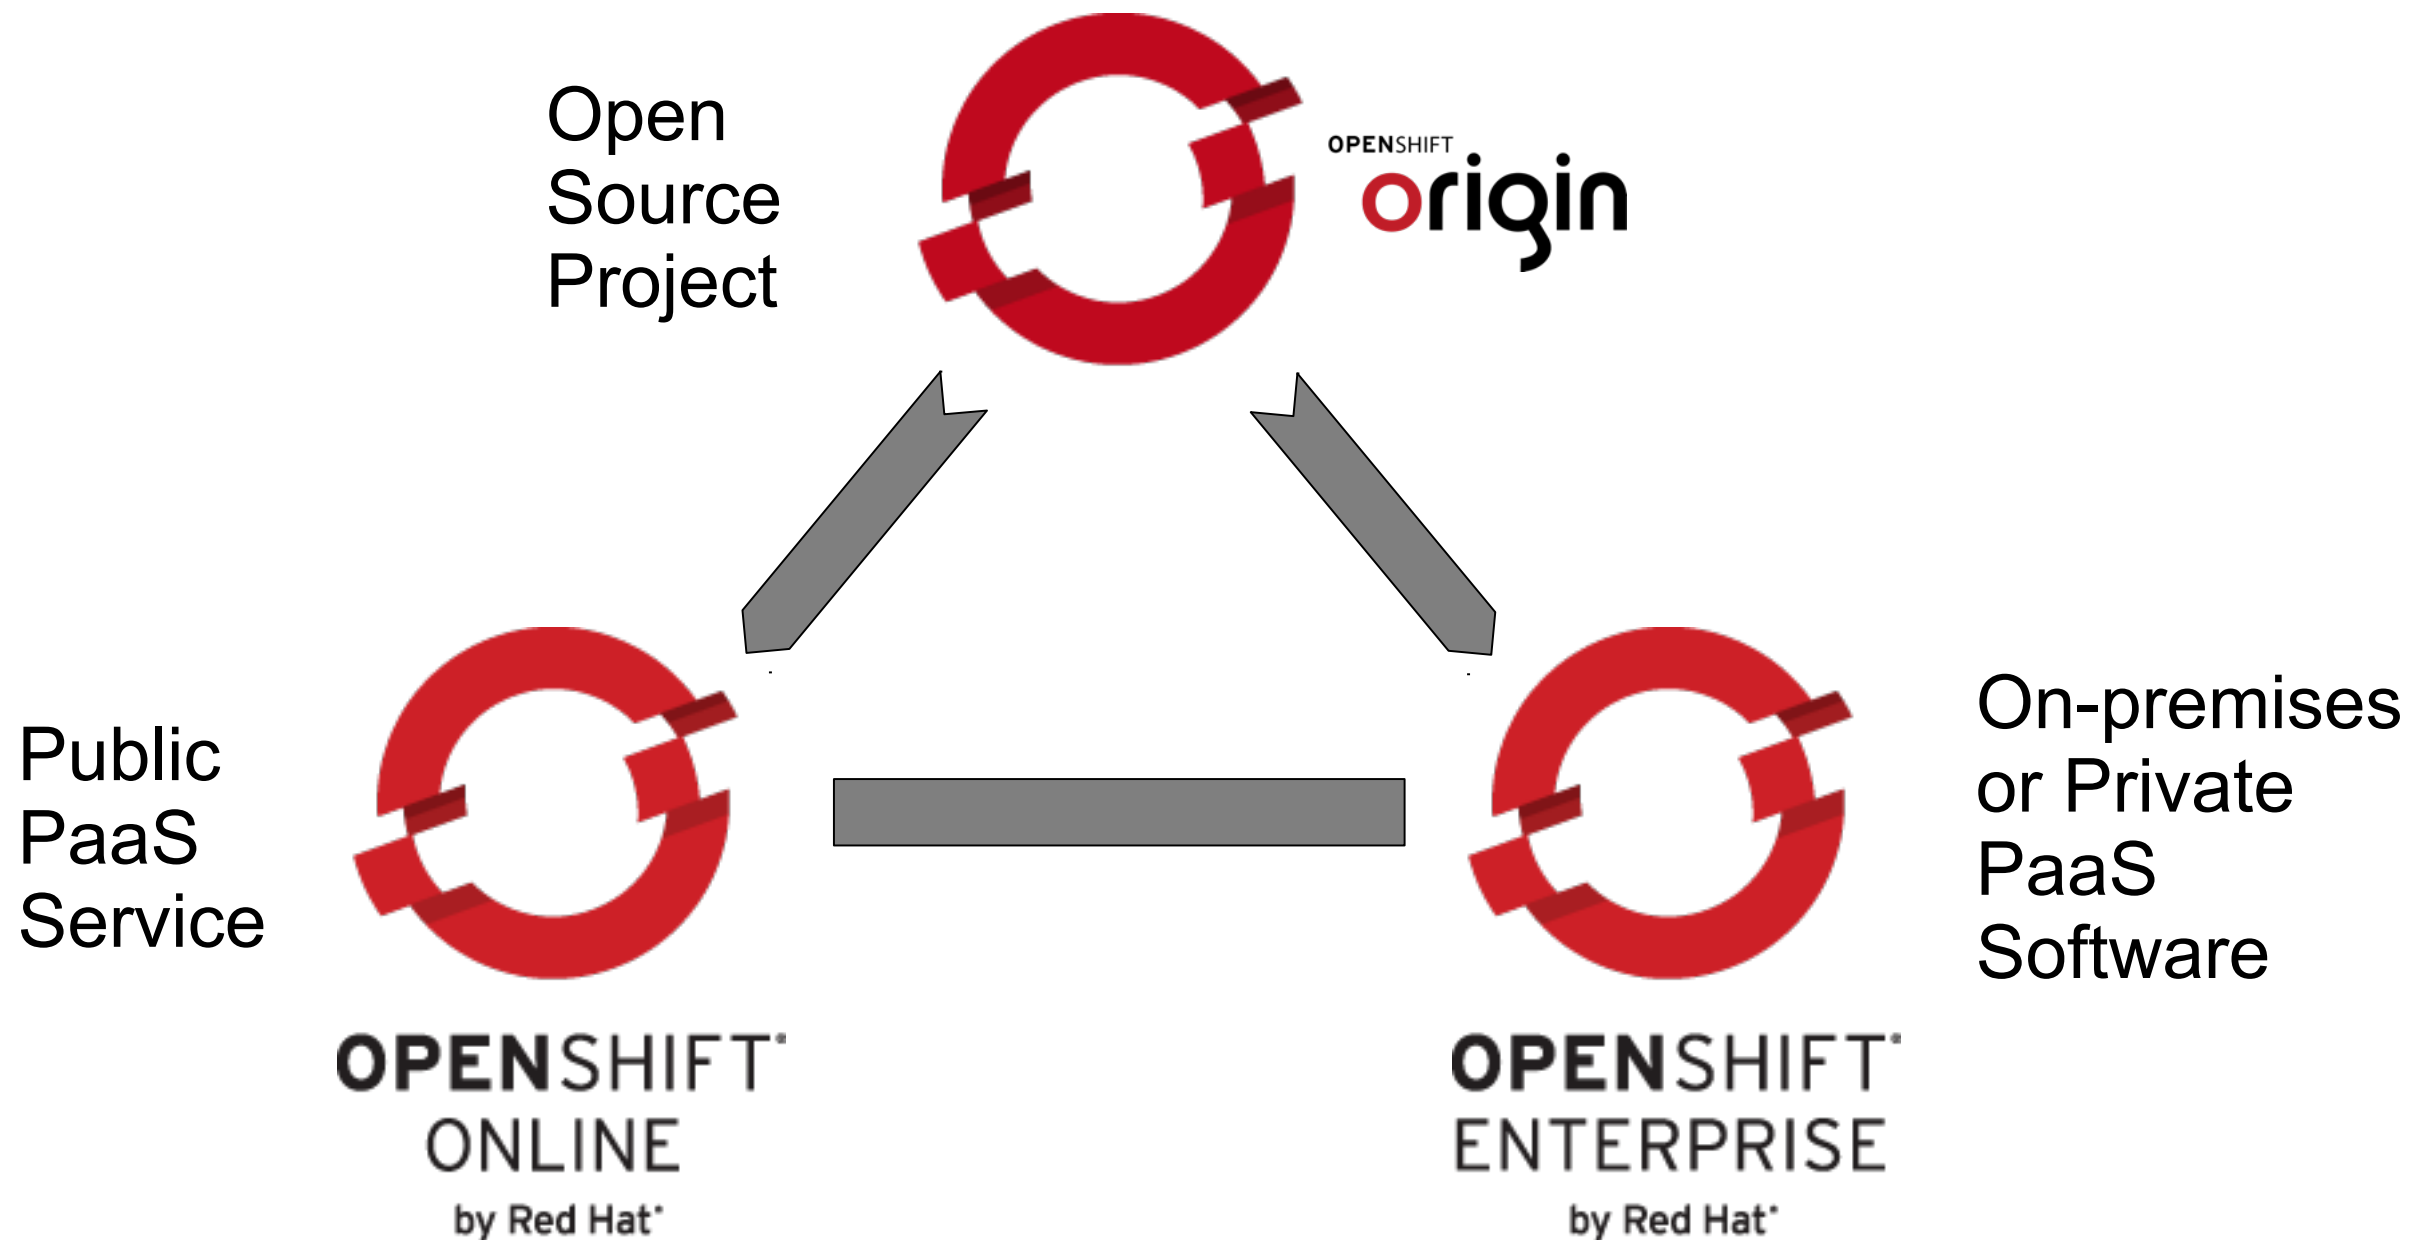 Open
Source
Project
OPENSHIFT
origin
Public
PaaS
Service
OPENSHIFT
ONLINE
by Red Hat
On-premises
or Private
PaaS
Software
OPENSHIFT
ENTERPRISE
by Red Hat